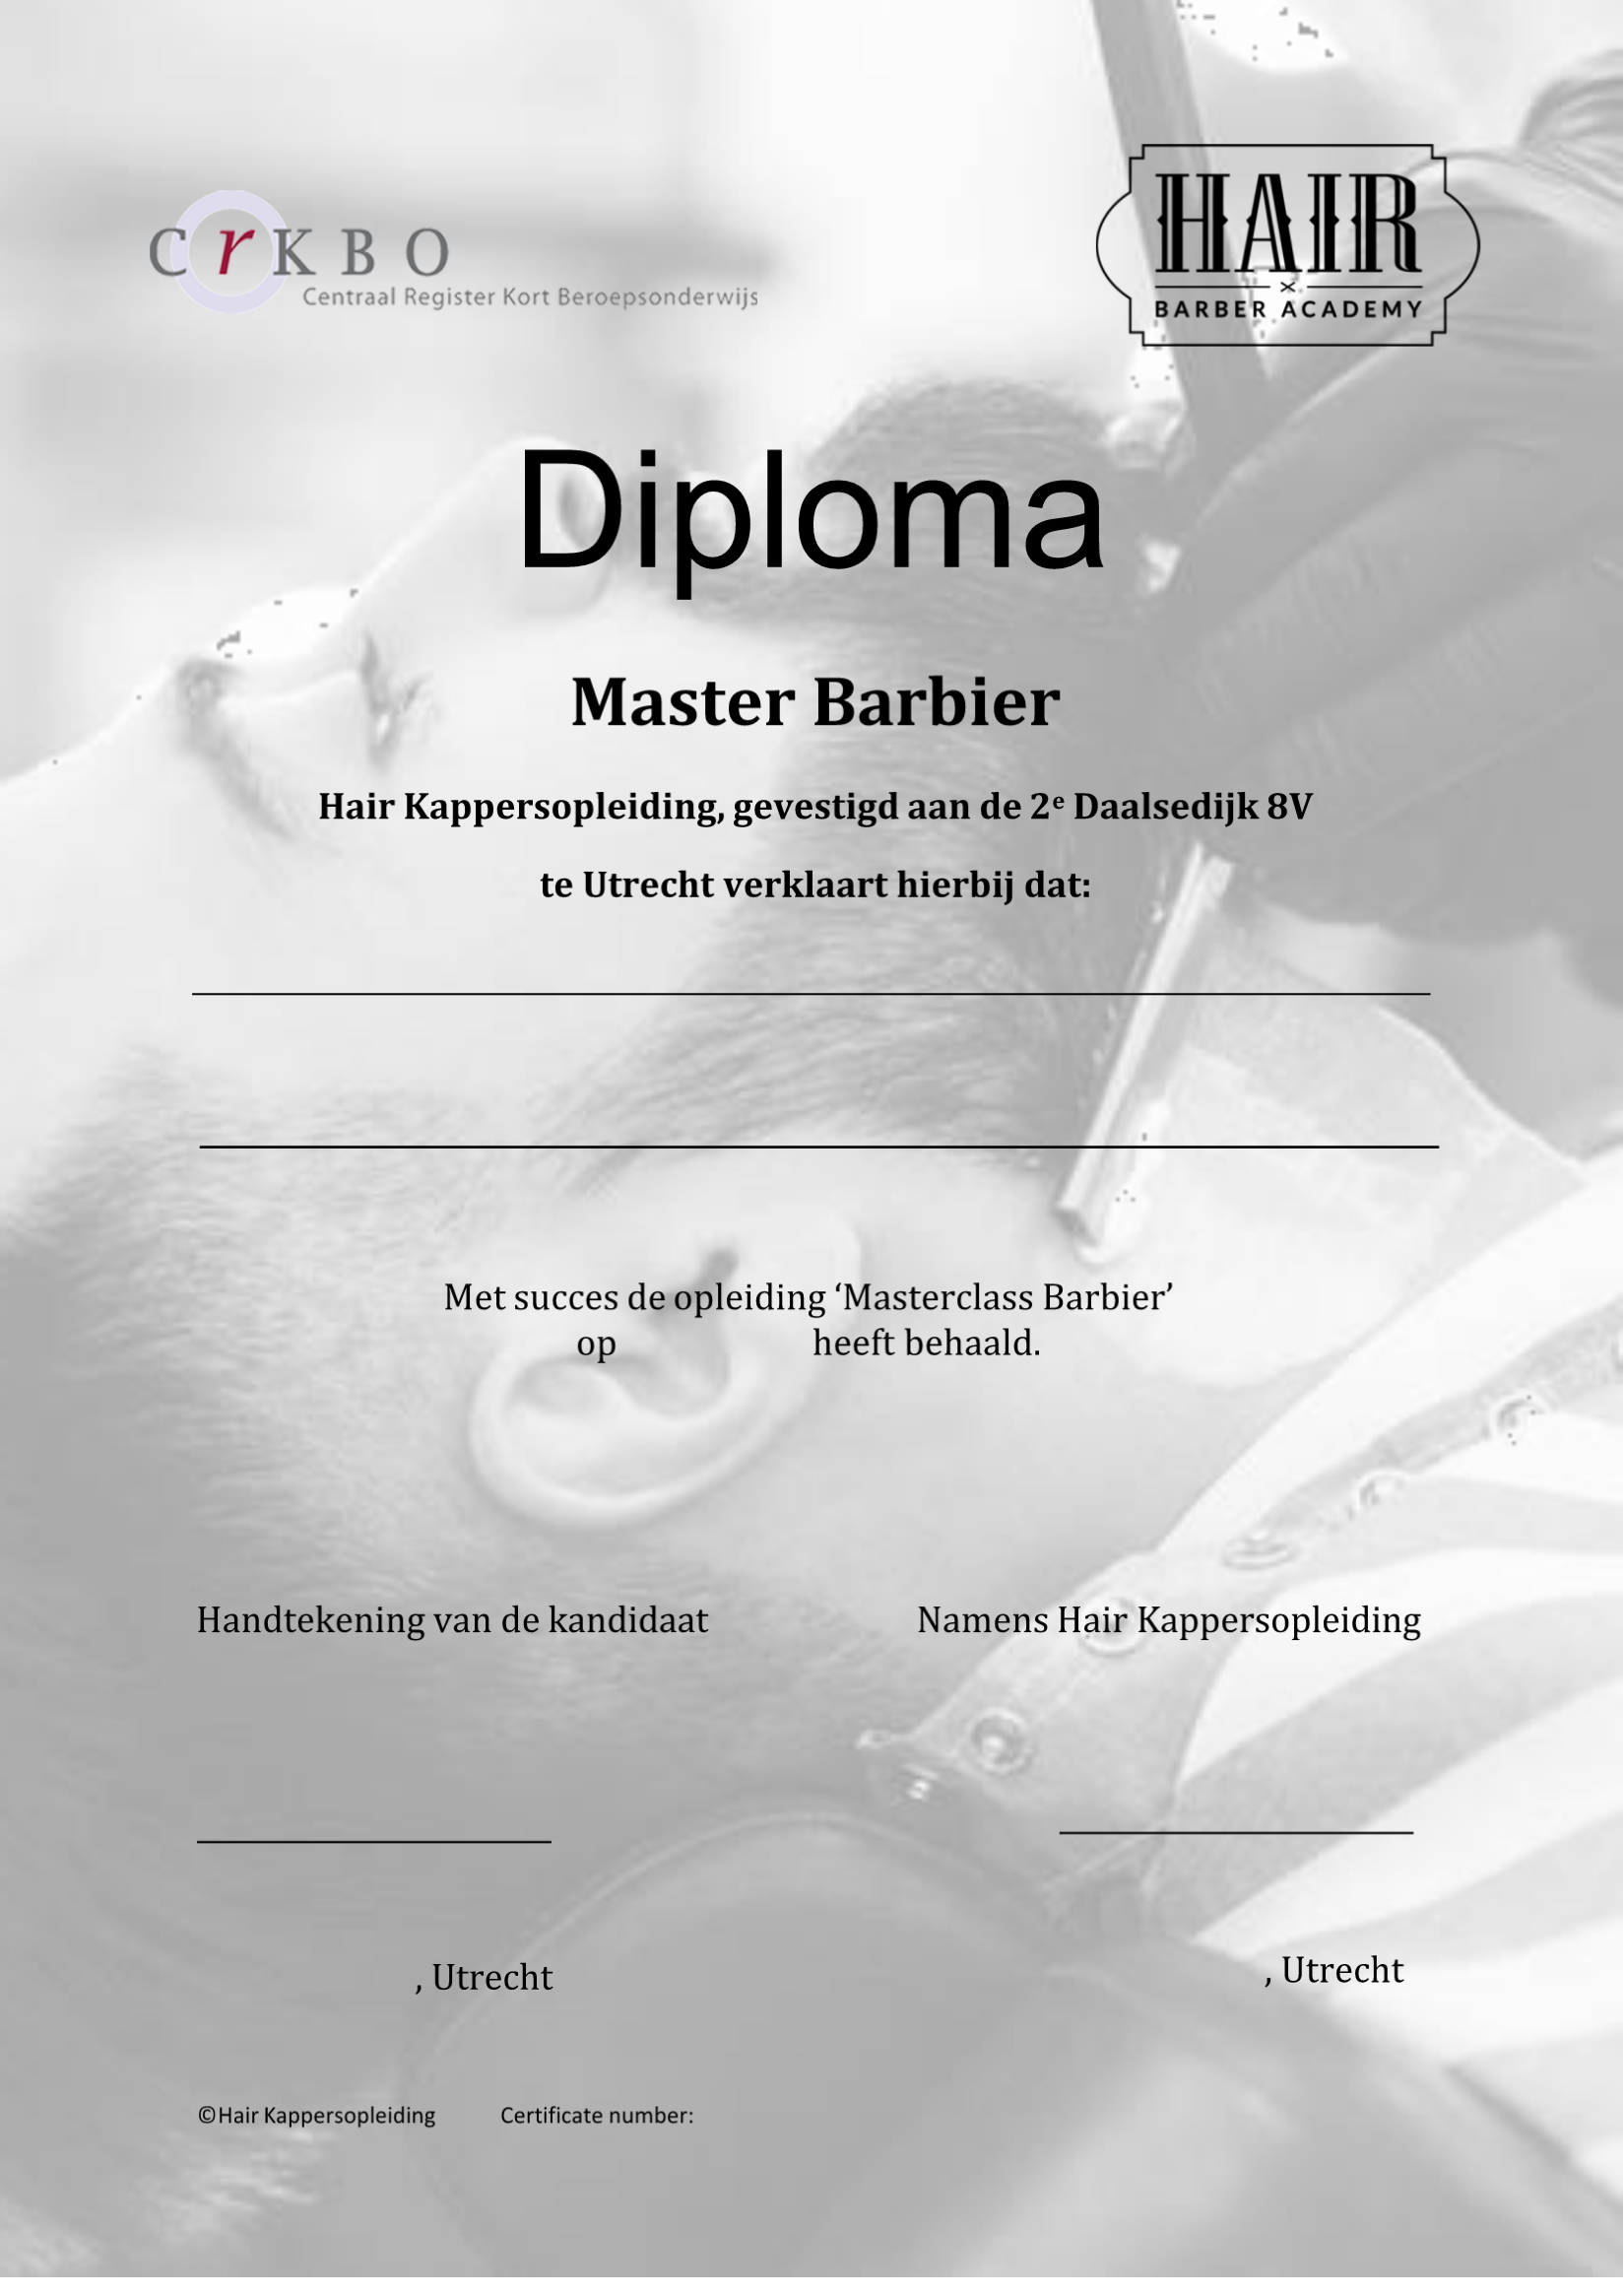 CrKBO
Centraal Register Kort Beroepsonderwijs
HAIR
X
BARBER ACADEMY
Diploma
Master Barbier
Hair Kappersopleiding, gevestigd aan de 2e Daalsedijk 8V
te Utrecht verklaart hierbij dat:
Met succes de opleiding ‘Masterclass Barbier’
op heeft behaald.
Handtekening van de kandidaat
Namens Hair Kappersopleiding
, Utrecht
, Utrecht
©Hair Kappersopleiding Certificate number: